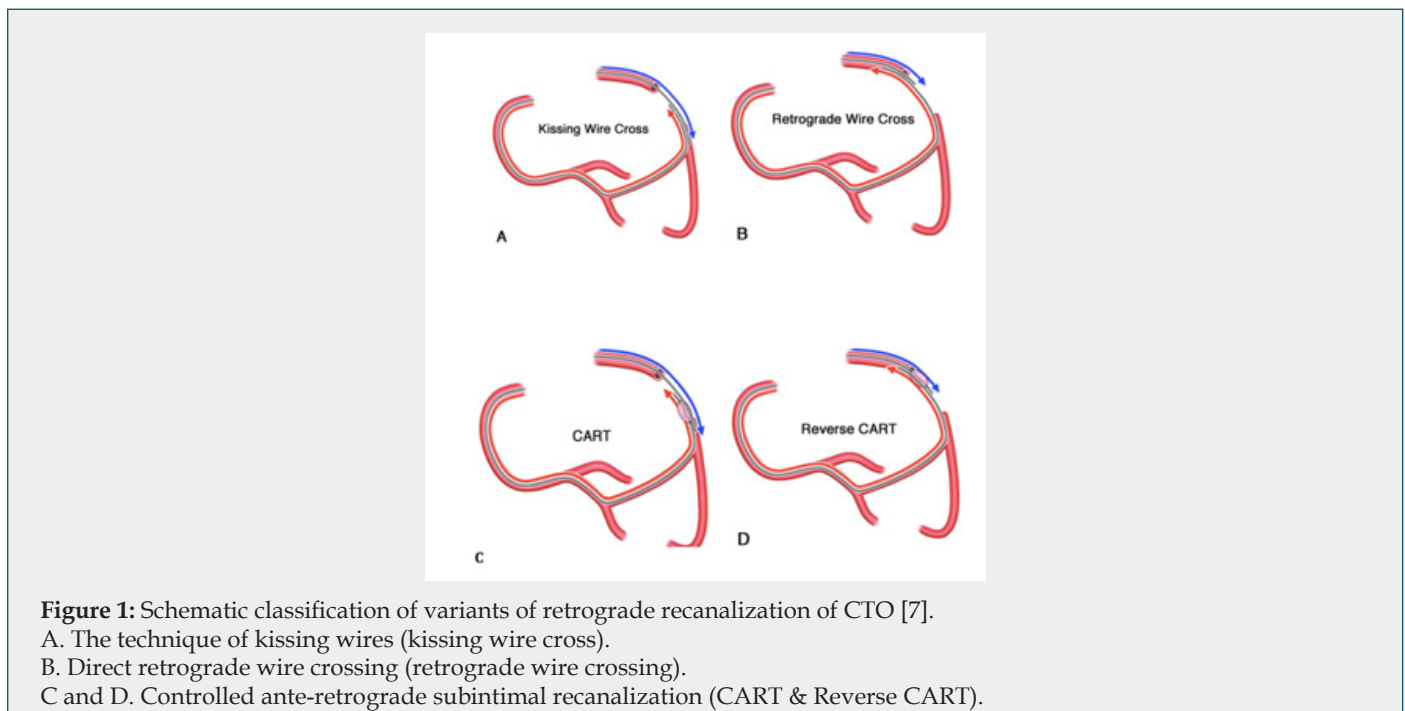 Kissing Wire Cross
A
Retrograde Wire Cross
B
CART
C
Reverse CART
D
Figure 1: Schematic classification of variants of retrograde recanalization of CTO [7].
A. The technique of kissing wires (kissing wire cross).
B. Direct retrograde wire crossing (retrograde wire crossing).
C and D. Controlled ante-retrograde subintimal recanalization (CART & Reverse CART).